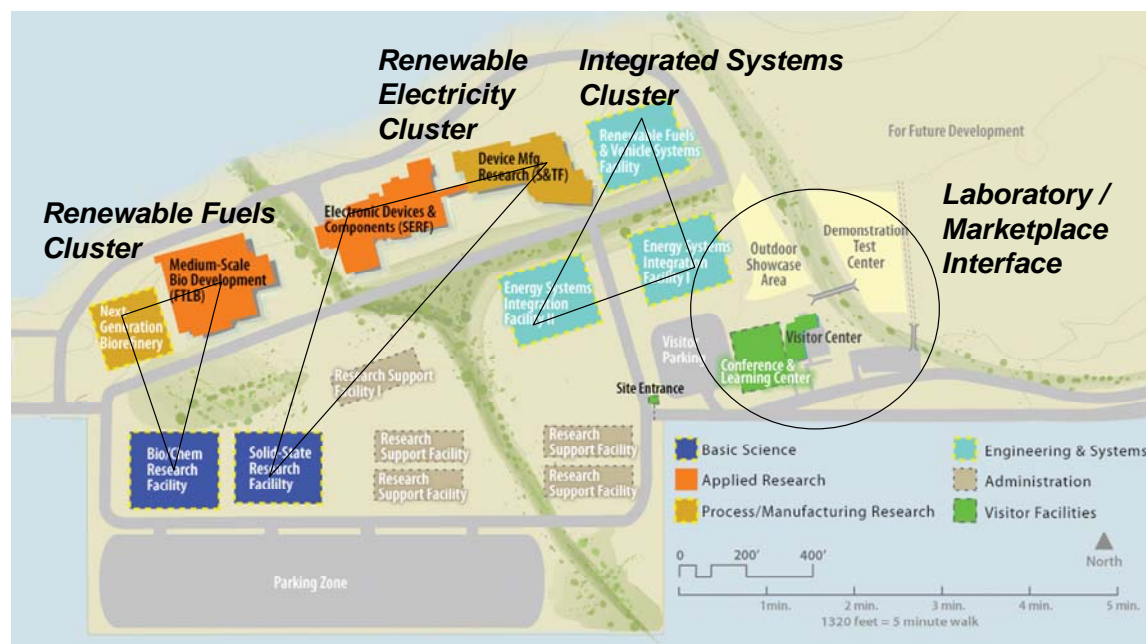 Renewable
Electricity
Cluster
Integrated Systems
Cluster
Renewable Fuels
& Vehicle Systems
Facility
For Future Development
Device Mfg.
Research (S&TF)
Renewable Fuels
Cluster
Electronic Devices &
Components (SERF)
Laboratory /
Marketplace
Interface
Medium-Scale
Bio Development
(FTLB)
Energy Systems
Integration
Facility I
Outdoor
Showcase
Area
Demonstration
Test
Center
Next
Generation
Biorefinery
Energy Systems
Integration
Facility II
Visitor
Parking
Visitor Center
Conference &
Learning Center
Research Support
Facility I
Site Entrance
Bio/Chem
Research
Facility
Solid-State
Research
Facililty
Research
Support Facility
Research
Support Facility
Research
Support Facility
Research
Support Facility
Parking Zone
Basic Science
Applied Research
Process/Manufacturing Research
Engineering & Systems
Administration
Visitor Facilities
0 200' 400'
North
1min. 2 min. 3 min. 4 min. 5 min.
1320 feet = 5 minute walk